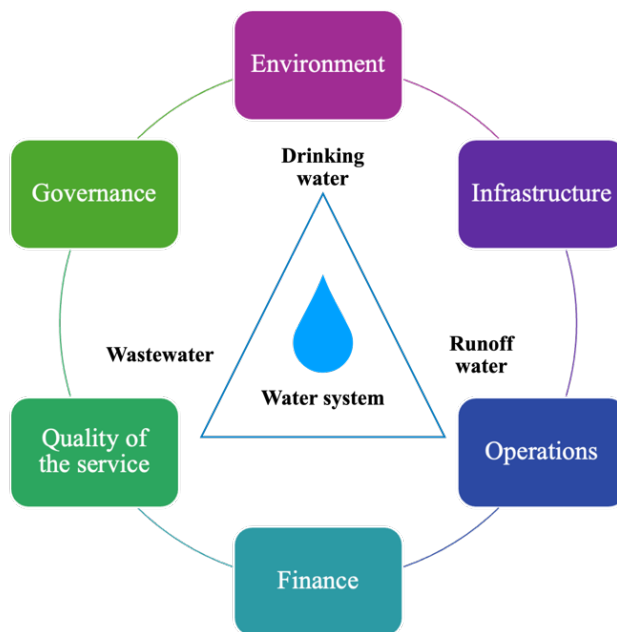 Environment
Drinking
water
Governance
Infrastructure
Wastewater
Runoff
water
Water system
Quality of
the service
Operations
Finance